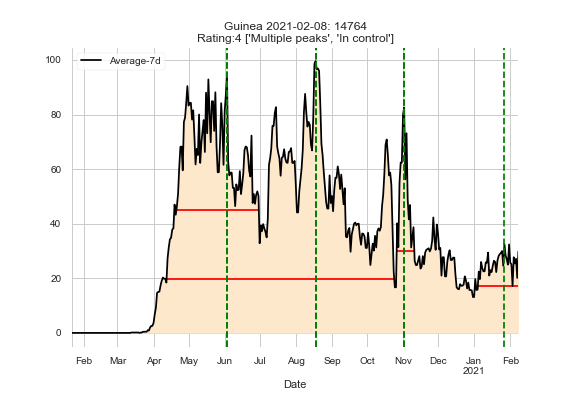 Guinea 2021-02-08: 14764
Rating:4 ['Multiple peaks', 'In control']
Average-7d
100
80
60
40
20
0
Feb Mar Apr May Jun Jul Aug Sep Oct Nov Dec Jan Feb
2021
Date